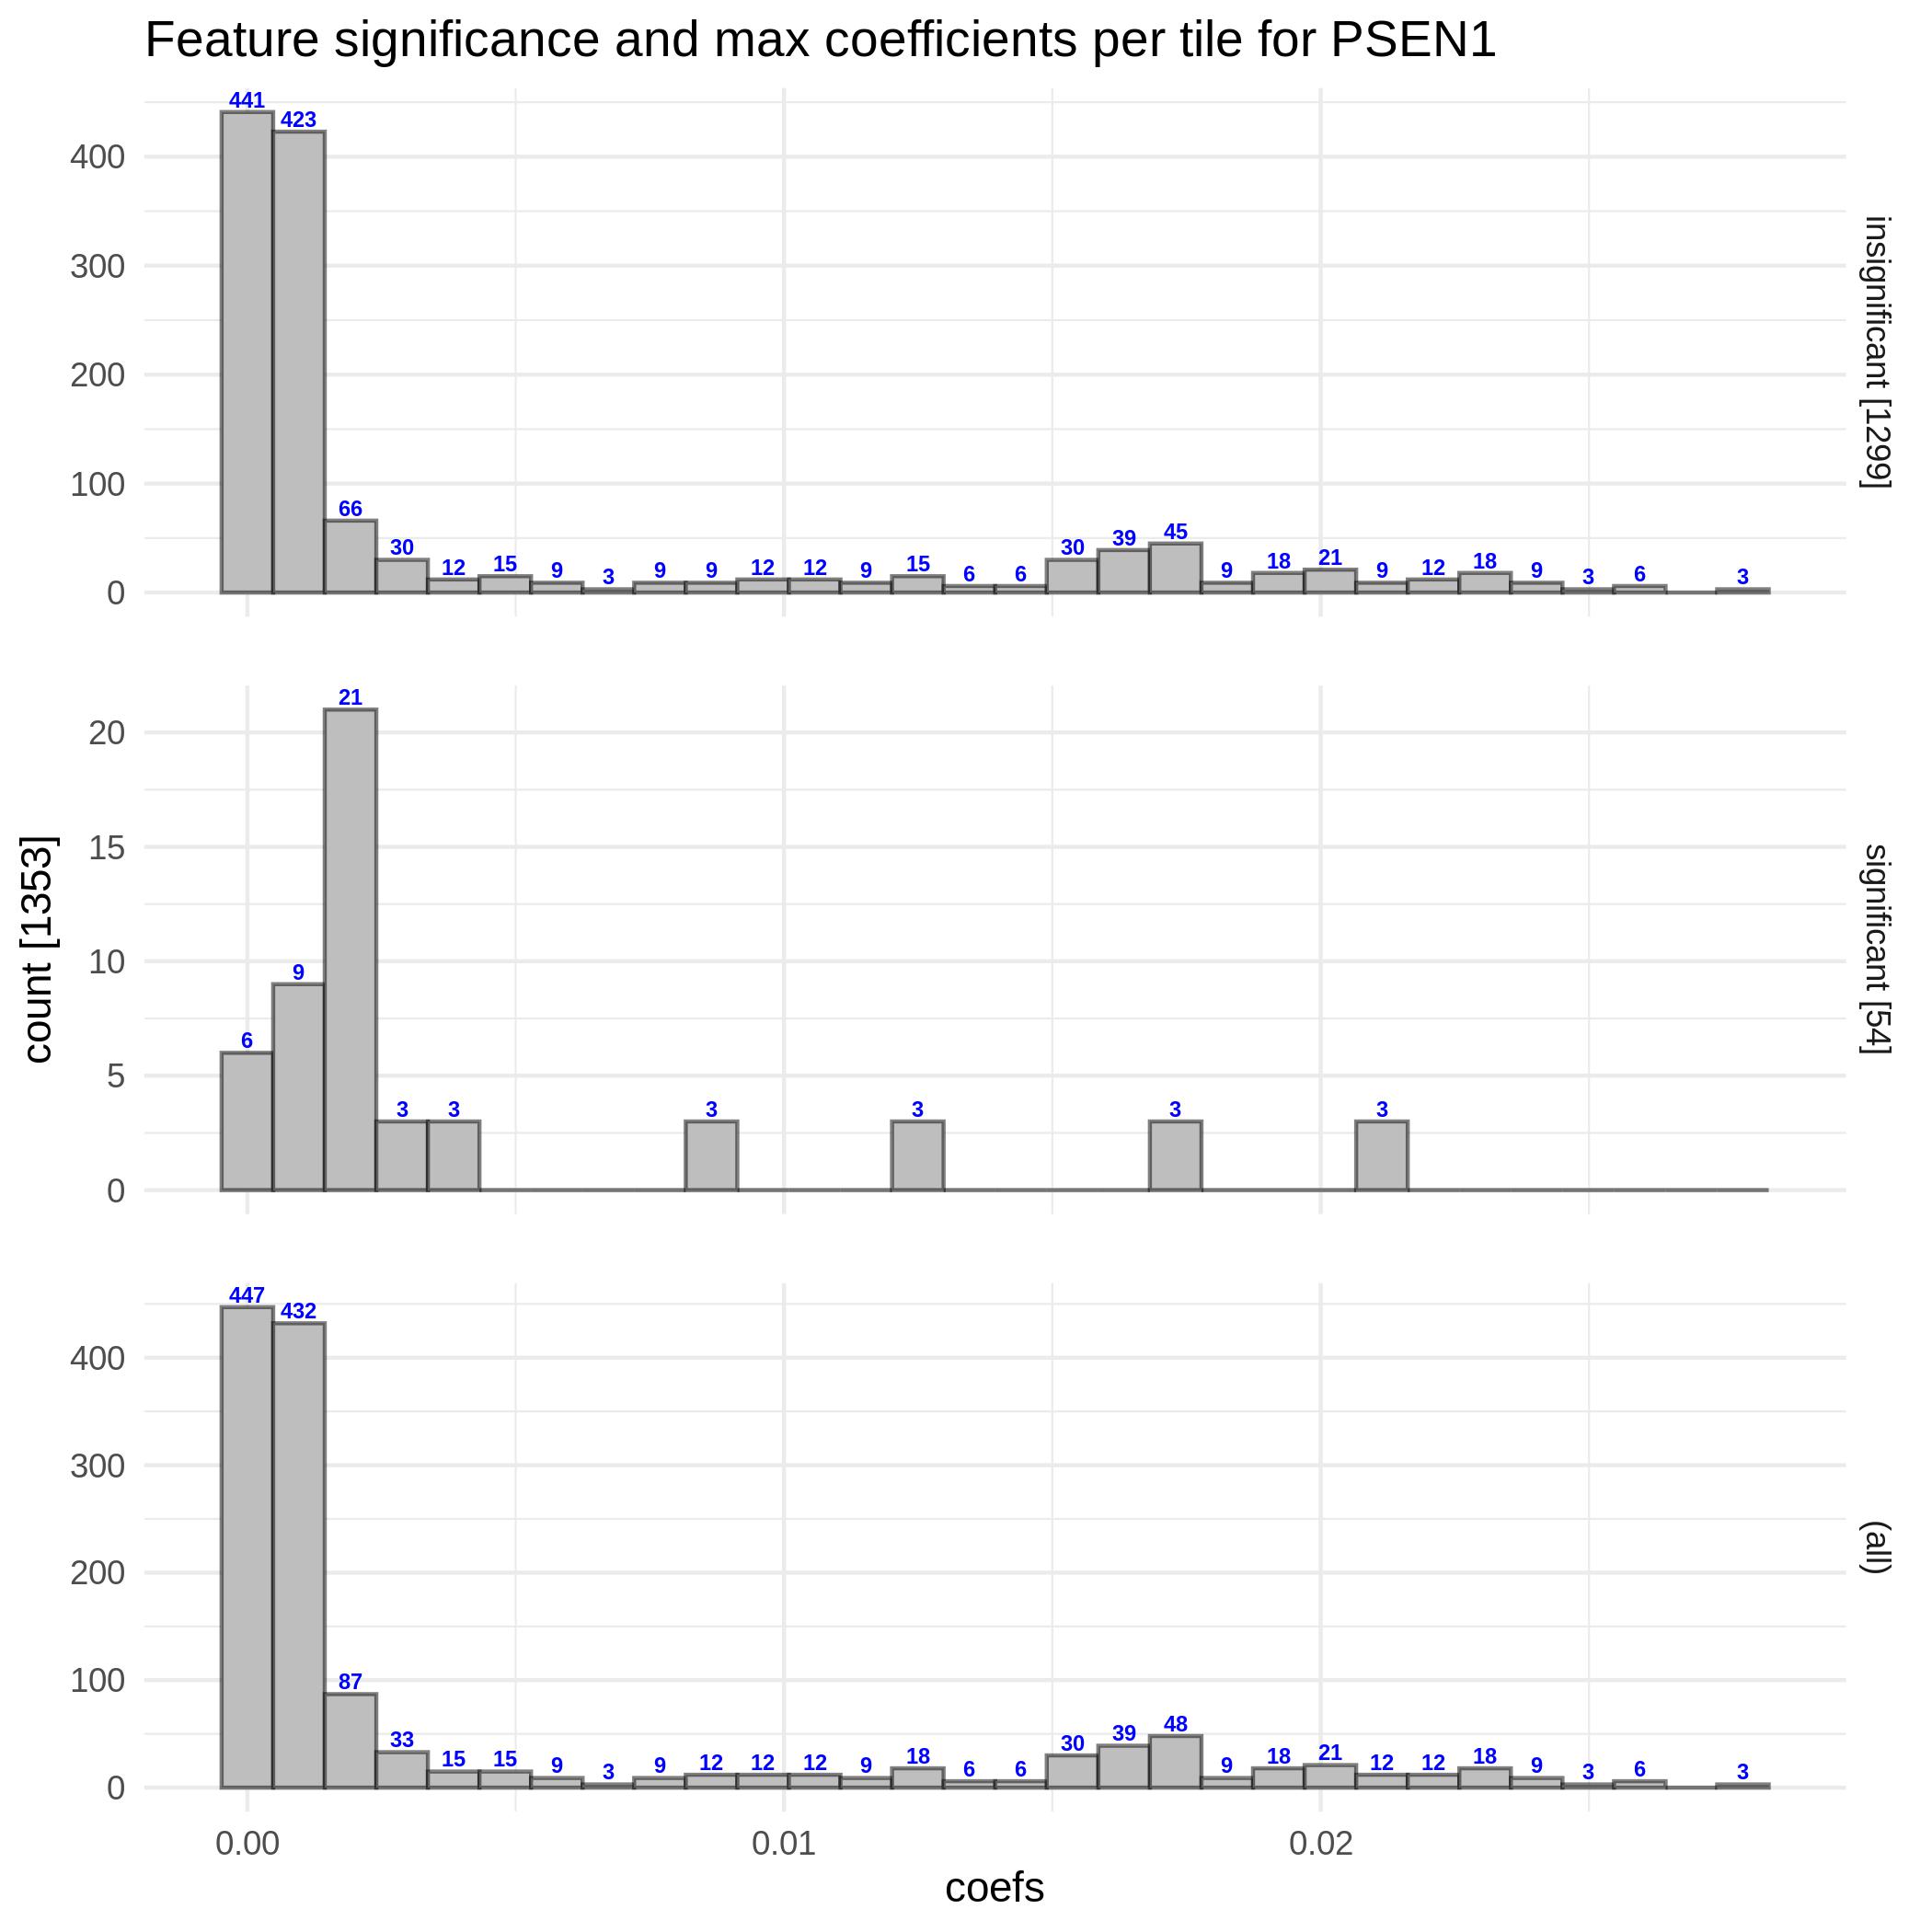 Feature significance and max coefficients per tile for PSEN1
441 423 66 30 12 15 9 3 9 9 12 12 9 15 6 6 30 39 45 9 18 21 9 12 18 9 3 6 3
400
300
200
100
0
insignificant [1299]
21 6 9 3 3 3 3 3 3
20
15
10
5
0
significant [54]
count [1353]
447 432 87 33 15 15 9 3 9 12 12 12 9 18 6 6 30 39 48 9 18 21 12 12 18 9 3 6 3
400
300
200
100
0
(all)
0.00 0.01 0.02
coefs